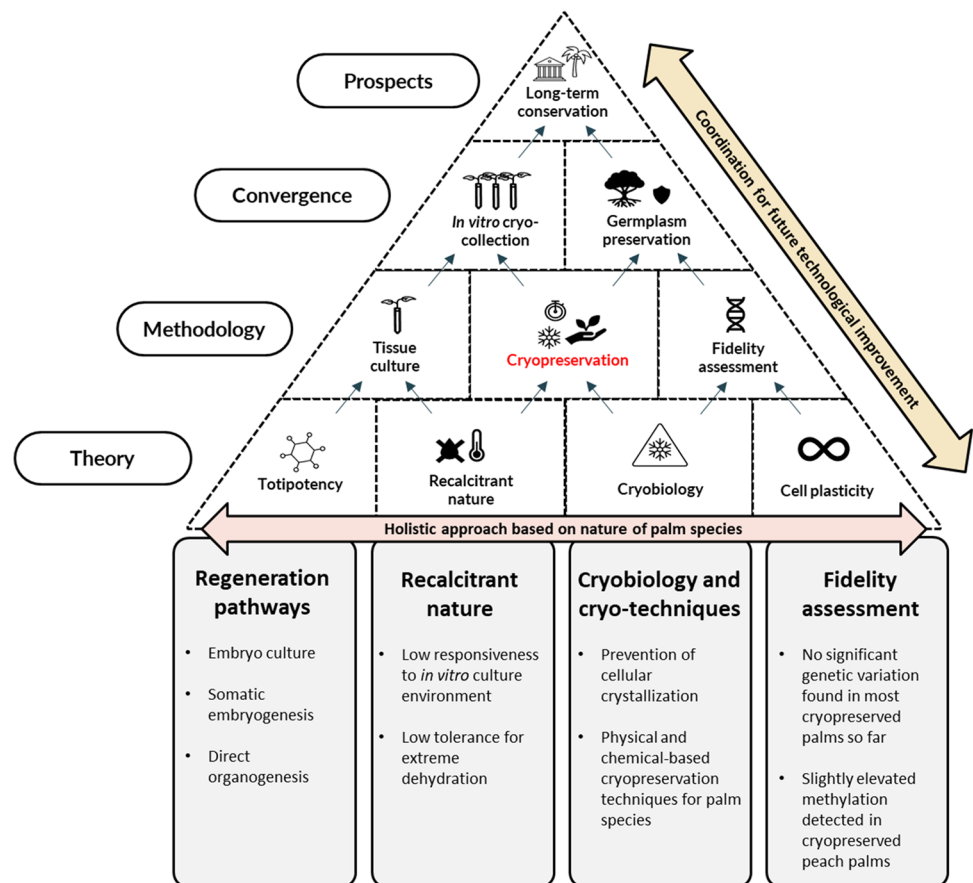 Prospects
Long-term
conservation
Coordination for future technological improvement
Convergence
In vitro cryo-
collection
Germplasm
preservation
Methodology
Tissue
culture
Cryopreservation
Fidelity
assessment
Theory
Totipotency
Recalcitrant
nature
Cryobiology
Cell plasticity
Holistic approach based on nature of palm species
Regeneration
pathways
• Embryo culture
• Somatic
embryogenesis
• Direct
organogenesis
Recalcitrant
nature
• Low responsiveness
to in vitro culture
environment
• Low tolerance for
extreme
dehydration
Cryobiology and
cryo-techniques
• Prevention of
cellular
crystallization
• Physical and
chemical-based
cryopreservation
techniques for palm
species
Fidelity
assessment
• No significant
genetic variation
found in most
cryopreserved
palms so far
• Slightly elevated
methylation
detected in
cryopreserved
peach palms